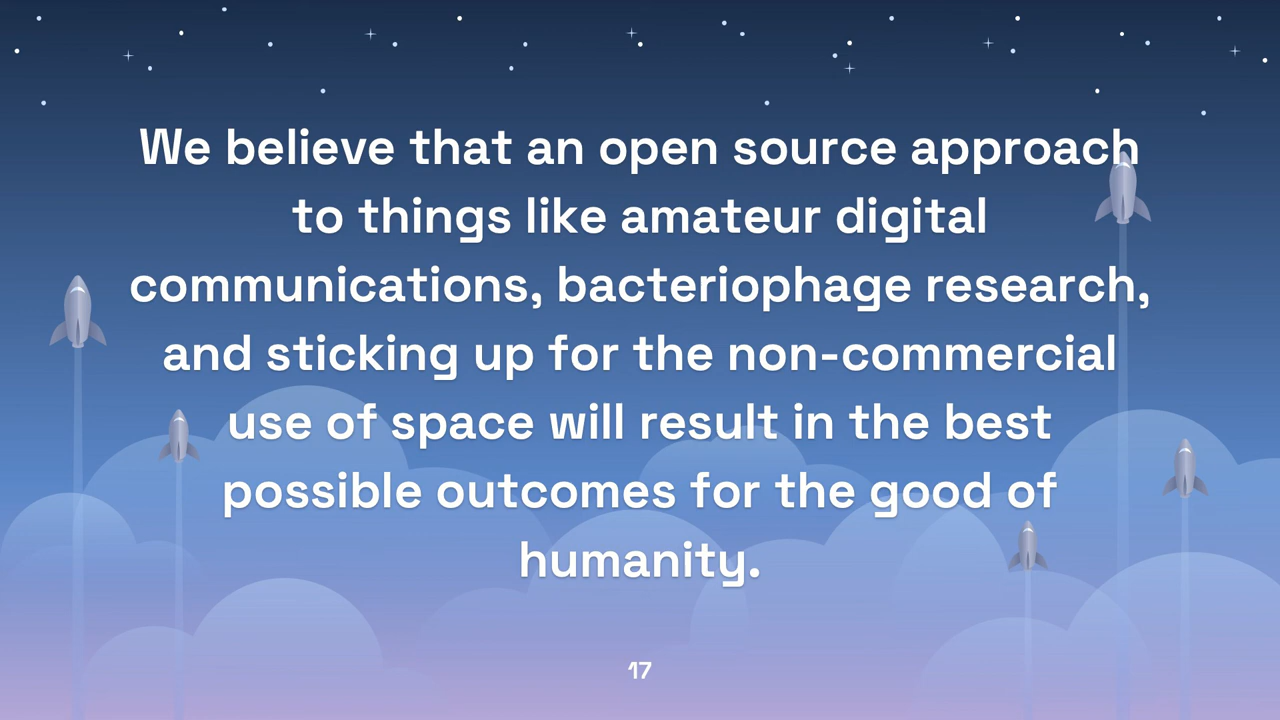 We believe that an open source approach
to things like amateur digital
communications, bacteriophage research,
and sticking up for the non-commercial
use of space will result in the best
possible outcomes for the good of
humanity.
17